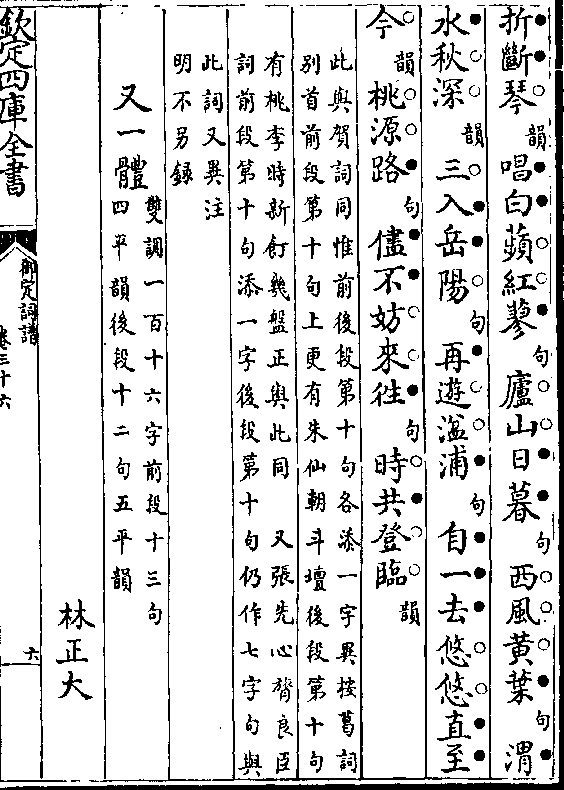 折斷琴韻唱白蘋紅蓼句廬山日暮句西風黄葉句渭
水秋深韻三入岳陽句再遊湓浦句自一去悠悠直至
今韻桃源路句儘不妨來徃句時共登臨韻
此與賀詞同惟前後段第十句各添一字異按葛詞
别首前段第十句上更有朱仙朝斗壇後段第十句
有桃李時新飣幾盤正與此同　又張先心膂良臣
詞前段第十句添一字後段第十句仍作七字句與
此詞又異注
明不另録
又一體雙調一百十六字前段十三句
四平韻後段十二句五平韻
林正大
欽定四庫全書
御定詞譜
卷三十六
六